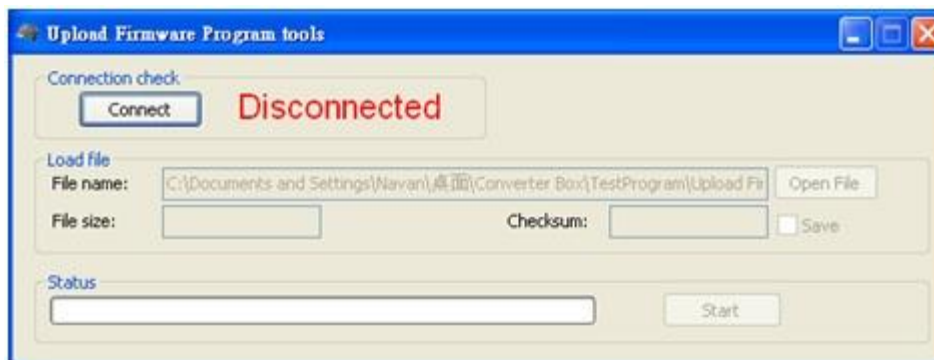 Upload Firmware Program tools
Connection check
Connect
Disconnected
Load file
File name: C:\Documents and Settings\Navan\桌面\Converter Box\TestProgram\Upload Fir Open File
File size: Checksum: Save
Status
Start